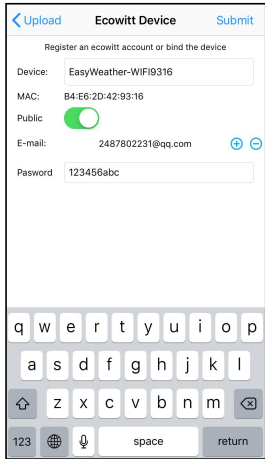 Upload Ecowitt Device Submit
Register an ecowitt account or bind the device
Device: EasyWeather-WIFI9316
MAC: B4:E6:2D:42:93:16
Public
E-mail: 2487802231@qq.com
Pasword 123456abc
q w e r t y u i o p
a s d f g h j k l
z x c v b n m
123 space return